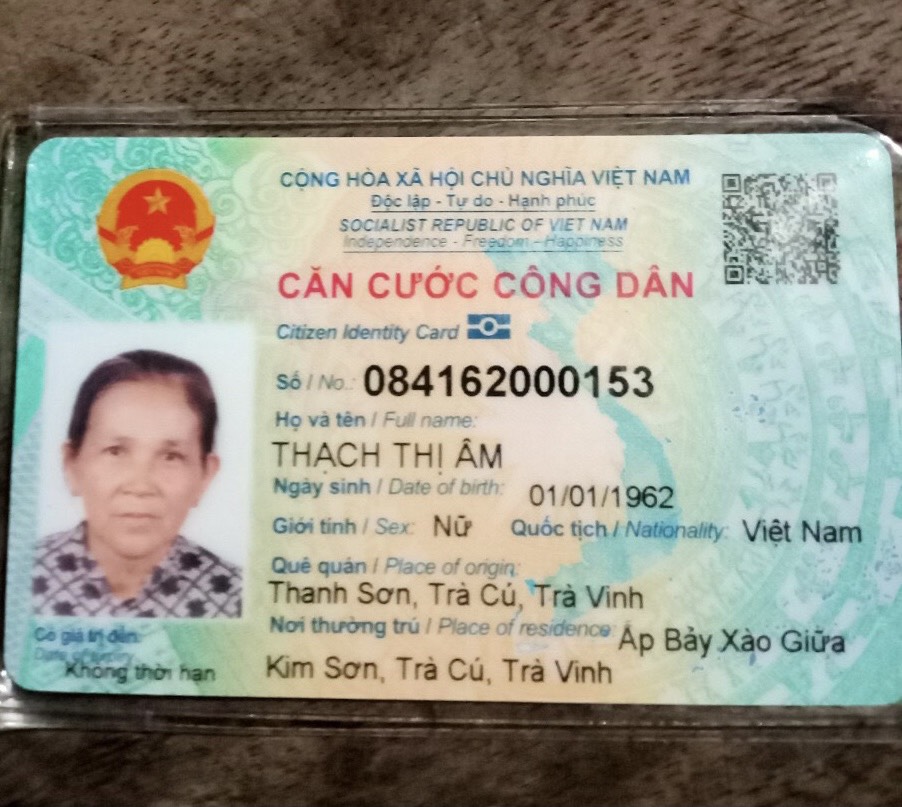 CỘNG HÒA XÃ HỘI CHỦ NGHĨA VIỆT NAM
Độc lập - Tự do - Hạnh phúc
SOCIALIST REPUBLIC OF VIET NAM
Independence - Freedom - Happiness
CĂN CƯỚC CÔNG DÂN
Citizen Identity Card
Số / No.: 084162000153
Họ và tên / Full name:
THẠCH THỊ ÂM
Ngày sinh / Date of birth: 01/01/1962
Giới tính / Sex: Nữ Quốc tịch / Nationality: Việt Nam
Quê quán / Place of origin:
Thanh Sơn, Trà Cú, Trà Vinh
Nơi thường trú / Place of residence: Ấp Bảy Xào Giữa
Kim Sơn, Trà Cú, Trà Vinh
Có giá trị đến:
Date of expiry
Không thời hạn